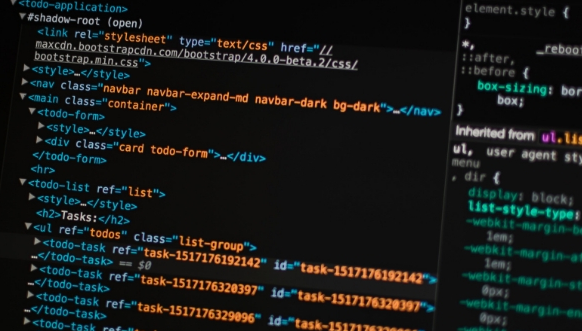 <todo-application>
▼#shadow-root (open)
<link rel="stylesheet" type="text/css" href="//
maxcdn.bootstrapcdn.com/bootstrap/4.0.0-beta.2/css/
bootstrap.min.css">
▶<style>…</style>
▶<nav class="navbar navbar-expand-md navbar-dark bg-dark">…</nav>
▼<main class="container">
▼<todo-form>
▶<style>…</style>
▶<div class="card todo-form">…</div>
</todo-form>
<hr>
▼<todo-list ref="list">
▶<style>…</style>
<h2>Tasks:</h2>
▼<ul ref="todos" class="list-group">
▶<todo-task ref="task-1517176192142" id="task-1517176192142">
…</todo-task> == $0
▶<todo-task ref="task-1517176320397" id="task-1517176320397">
…</todo-task>
▶<todo-task ref="task-1517176329096" id="task-
…</todo-task>
▶<todo-task
element.style {
}
*,
_reboo
::after,
::before {
box-sizing: bor
box;
}
Inherited from ul.lis
ul, user agent sty
menu
, dir {
display: block;
list-style-type:
-webkit-margin-be
1em;
-webkit-margin-af
1em;
-webkit-margin-st
0px;
-webkit-margin-en
0px;